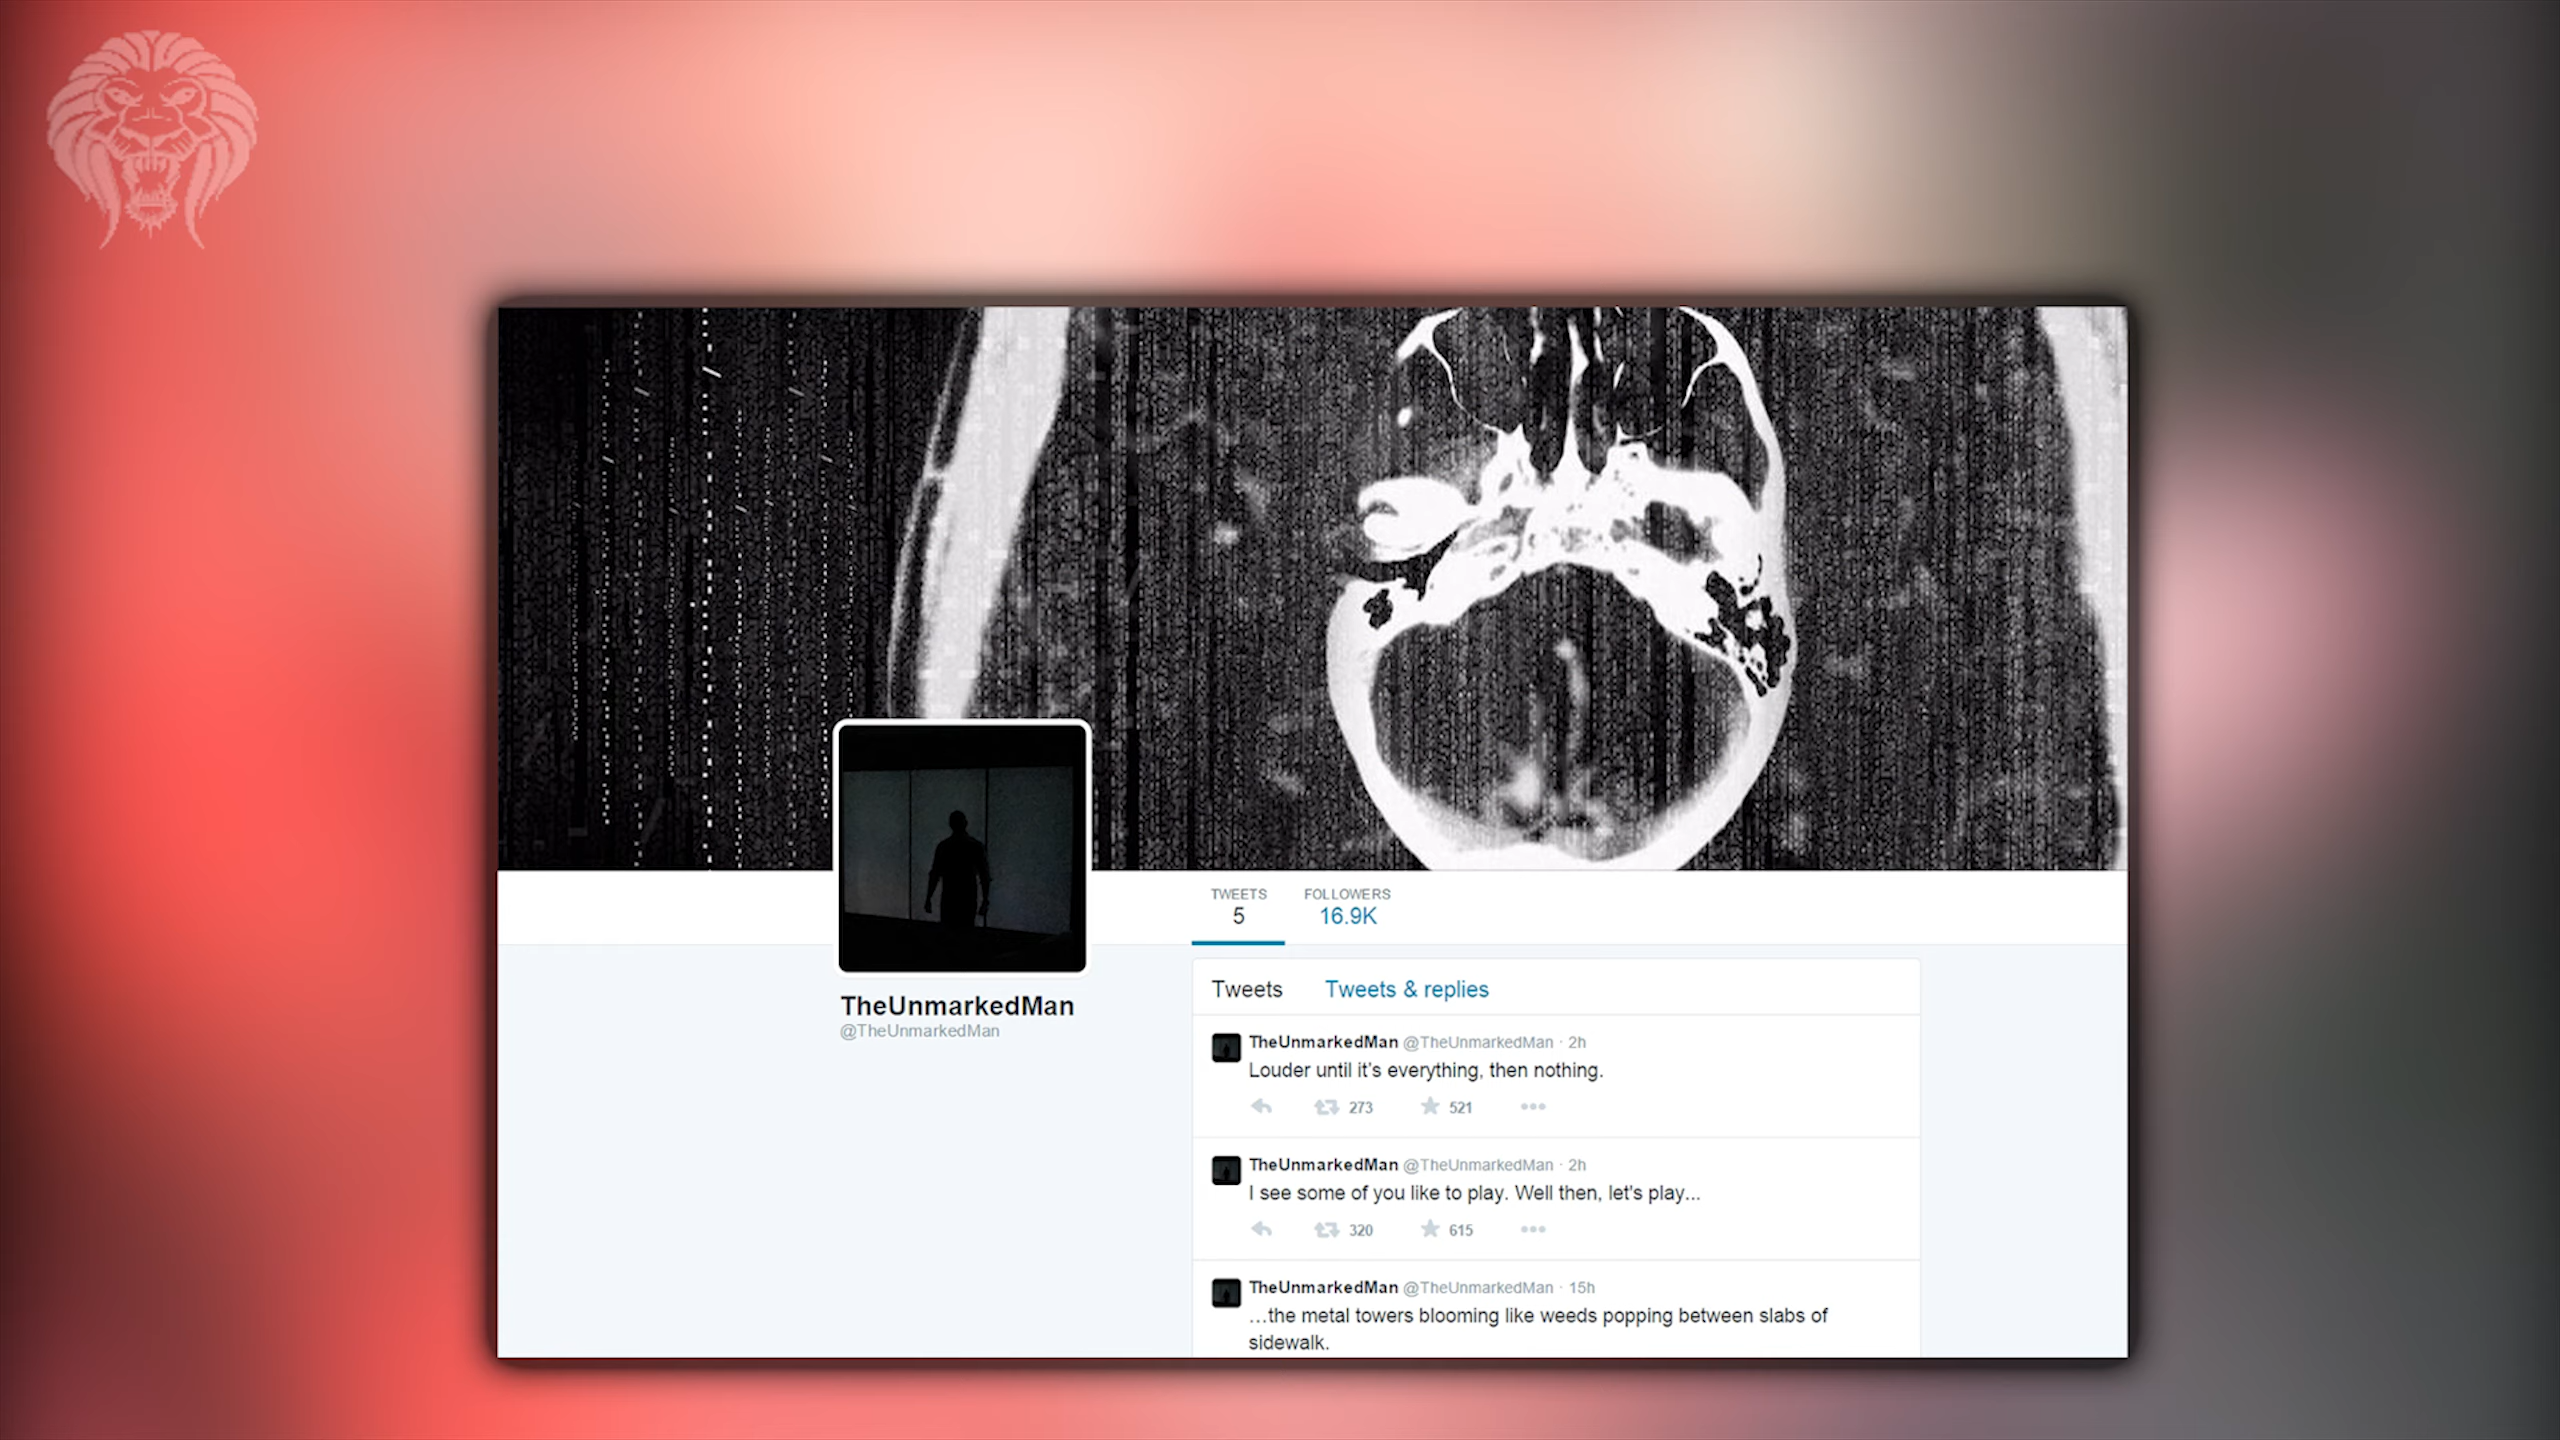 TWEETS FOLLOWERS
5 16.9K
TheUnmarkedMan
@TheUnmarkedMan
Tweets Tweets & replies
TheUnmarkedMan @TheUnmarkedMan · 2h
Louder until it's everything, then nothing.
273 521
TheUnmarkedMan @TheUnmarkedMan · 2h
I see some of you like to play. Well then, let's play...
320 615
TheUnmarkedMan @TheUnmarkedMan · 15h
…the metal towers blooming like weeds popping between slabs of
sidewalk.